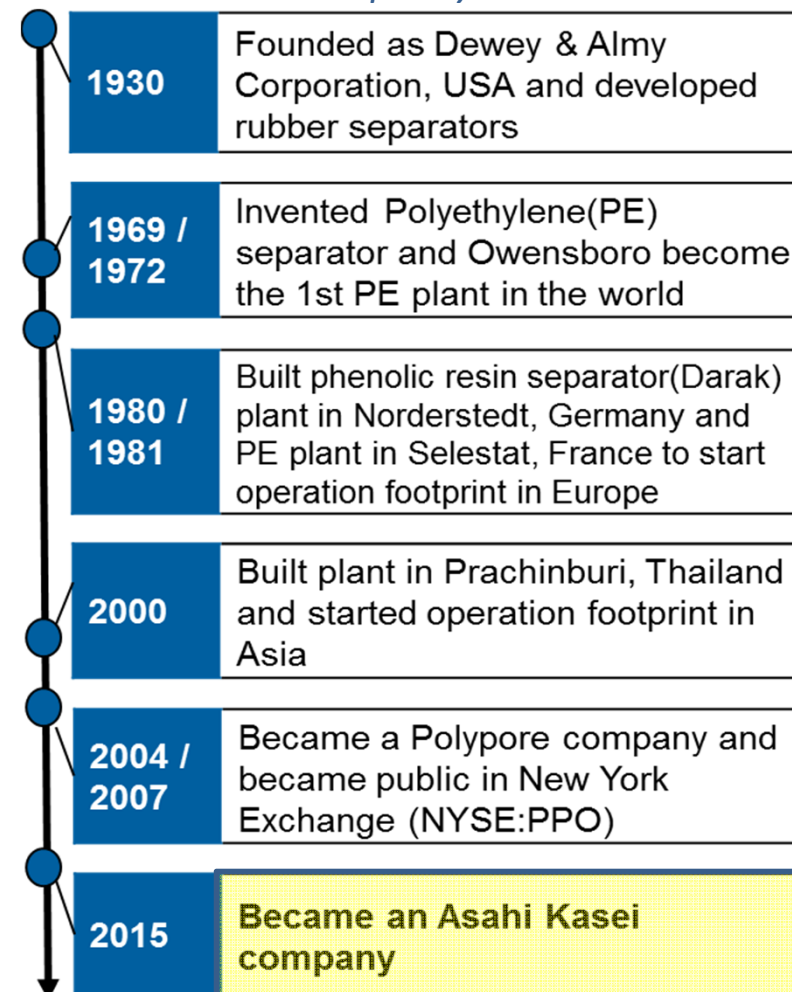 1930
Founded as Dewey & Almy
Corporation, USA and developed
rubber separators
1969 /
1972
Invented Polyethylene(PE)
separator and Owensboro become
the 1st PE plant in the world
1980 /
1981
Built phenolic resin separator(Darak)
plant in Norderstedt, Germany and
PE plant in Selestat, France to start
operation footprint in Europe
2000
Built plant in Prachinburi, Thailand
and started operation footprint in
Asia
2004 /
2007
Became a Polypore company and
became public in New York
Exchange (NYSE:PPO)
2015
Became an Asahi Kasei
company